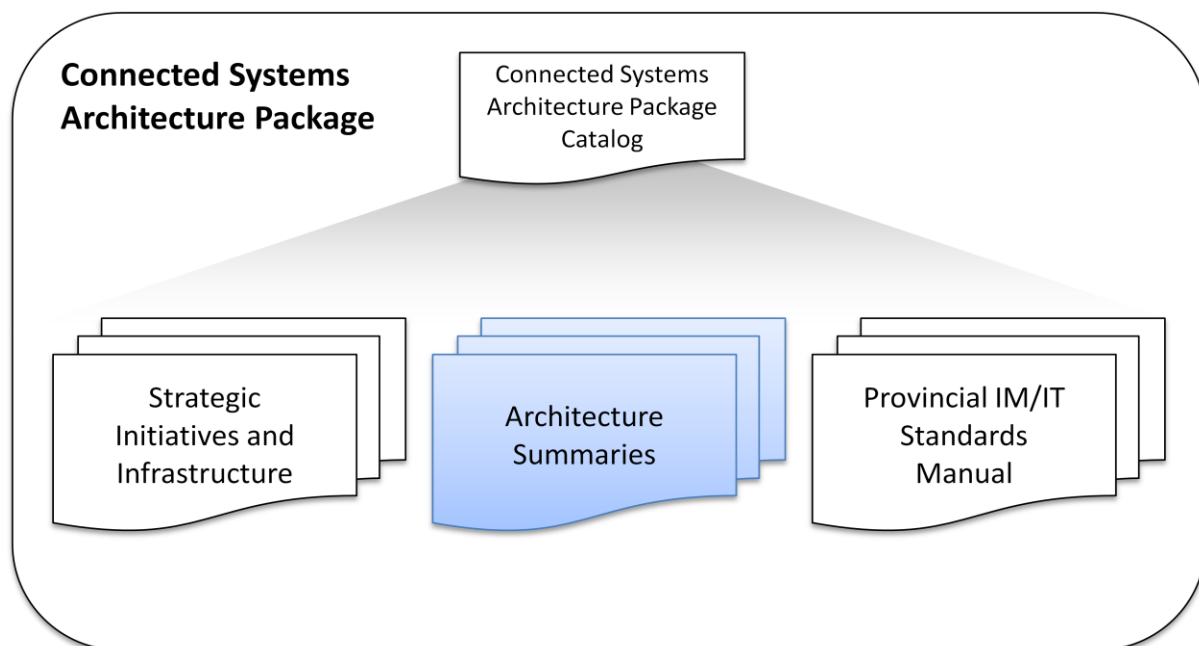 Connected Systems
Architecture Package
Connected Systems
Architecture Package
Catalog
Strategic
Initiatives and
Infrastructure
Architecture
Summaries
Provincial IM/IT
Standards
Manual